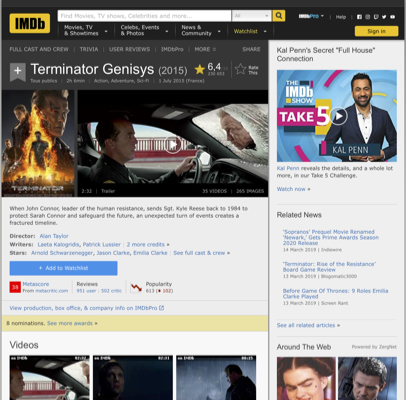 IMDb
Find Movies, TV shows, Celebrities and more...
All
IMDbPro
Help
Movies, TV
& Showtimes
Celebs, Events
& Photos
News &
Community
Watchlist
Sign in
FULL CAST AND CREW | TRIVIA | USER REVIEWS | IMDbPro | MORE
SHARE
Terminator Genisys (2015)
6,4
Rate
This
Tous publics | 2h 6min | Action, Adventure, Sci-Fi | 1 July 2015 (France)
TERMINATOR
2:32 | Trailer
35 VIDEOS | 265 IMAGES
When John Connor, leader of the human resistance, sends Sgt. Kyle Reese back to 1984 to
protect Sarah Connor and safeguard the future, an unexpected turn of events creates a
fractured timeline.
Director: Alan Taylor
Writers: Laeta Kalogridis, Patrick Lussier | 2 more credits »
Stars: Arnold Schwarzenegger, Jason Clarke, Emilia Clarke | See full cast & crew »
+ Add to Watchlist
38
Metascore
From metacritic.com
Reviews
951 user | 502 critic
Popularity
613 ( 102)
View production, box office, & company info on IMDbPro
8 nominations. See more awards »
Videos
Kal Penn's Secret "Full House"
Connection
THE
IMDb
SHOW
TAKE 5
KAL PENN
Kal Penn reveals the details, and a whole lot
more, in our Take 5 Challenge.
Watch now »
Related News
'Sopranos' Prequel Movie Renamed
'Newark,' Gets Prime Awards Season
2020 Release
14 March 2019 | Slidewire
'Terminator: Rise of the Resistance'
Board Game Review
13 March 2019 | Blogomatic3000
Before Game Of Thrones: 9 Roles Emilia
Clarke Played
13 March 2019 | Screen Rant
See all related articles »
Around The Web
Powered by ZergNet